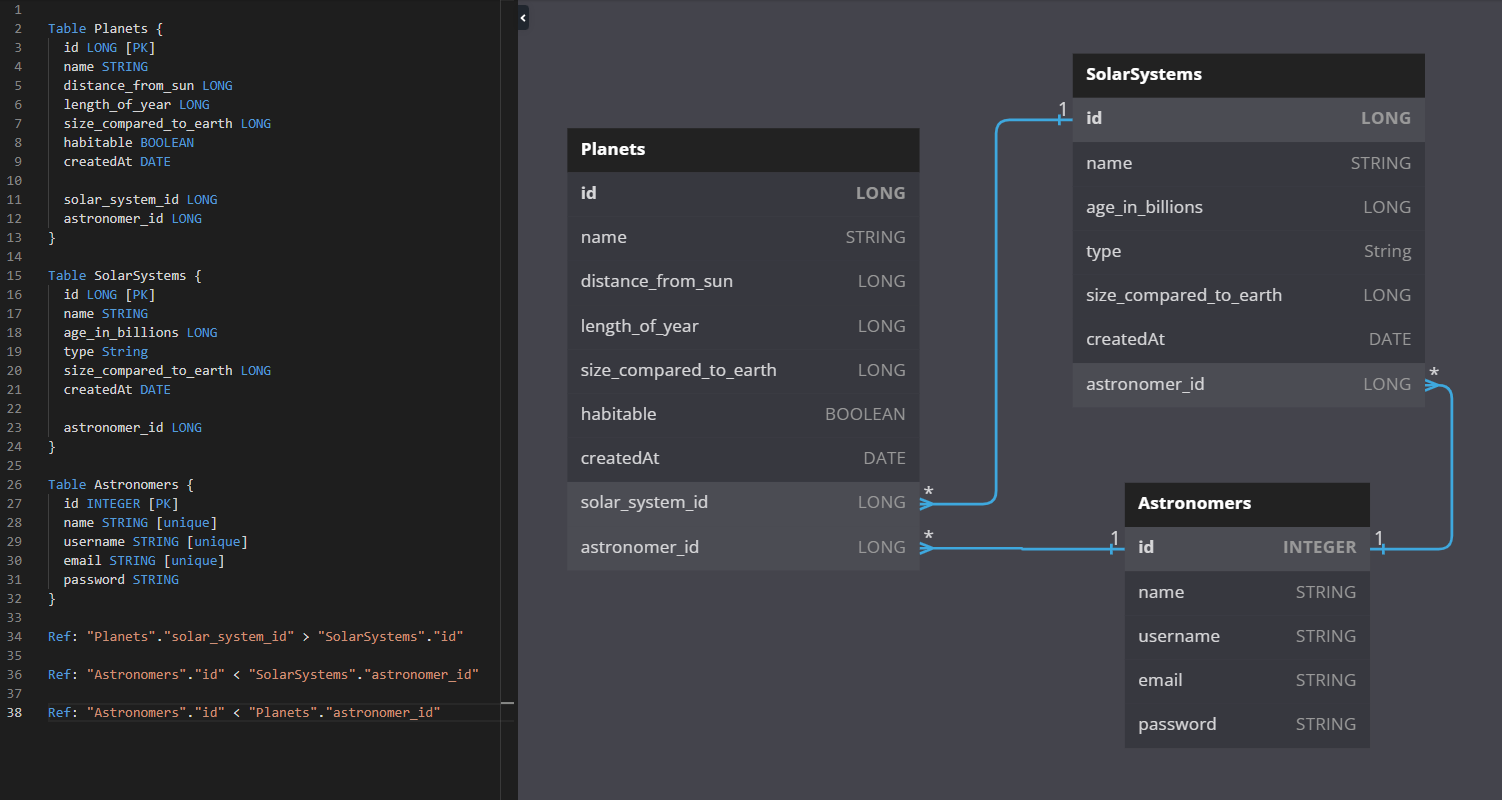 1
2 Table Planets {
3 id LONG [PK]
4 name STRING
5 distance_from_sun LONG
6 length_of_year LONG
7 size_compared_to_earth LONG
8 habitable BOOLEAN
9 createdAt DATE
10
11 solar_system_id LONG
12 astronomer_id LONG
13 }
14
15 Table SolarSystems {
16 id LONG [PK]
17 name STRING
18 age_in_billions LONG
19 type String
20 size_compared_to_earth LONG
21 createdAt DATE
22
23 astronomer_id LONG
24 }
25
26 Table Astronomers {
27 id INTEGER [PK]
28 name STRING [unique]
29 username STRING [unique]
30 email STRING [unique]
31 password STRING
32 }
33
34 Ref: "Planets"."solar_system_id" > "SolarSystems"."id"
35
36 Ref: "Astronomers"."id" < "SolarSystems"."astronomer_id"
37
38 Ref: "Astronomers"."id" < "Planets"."astronomer_id"
Planets
id LONG
name STRING
distance_from_sun LONG
length_of_year LONG
size_compared_to_earth LONG
habitable BOOLEAN
createdAt DATE
solar_system_id LONG *
astronomer_id LONG *
SolarSystems
1 id LONG
name STRING
age_in_billions LONG
type String
size_compared_to_earth LONG
createdAt DATE
astronomer_id LONG *
Astronomers
1 id INTEGER 1
name STRING
username STRING
email STRING
password STRING